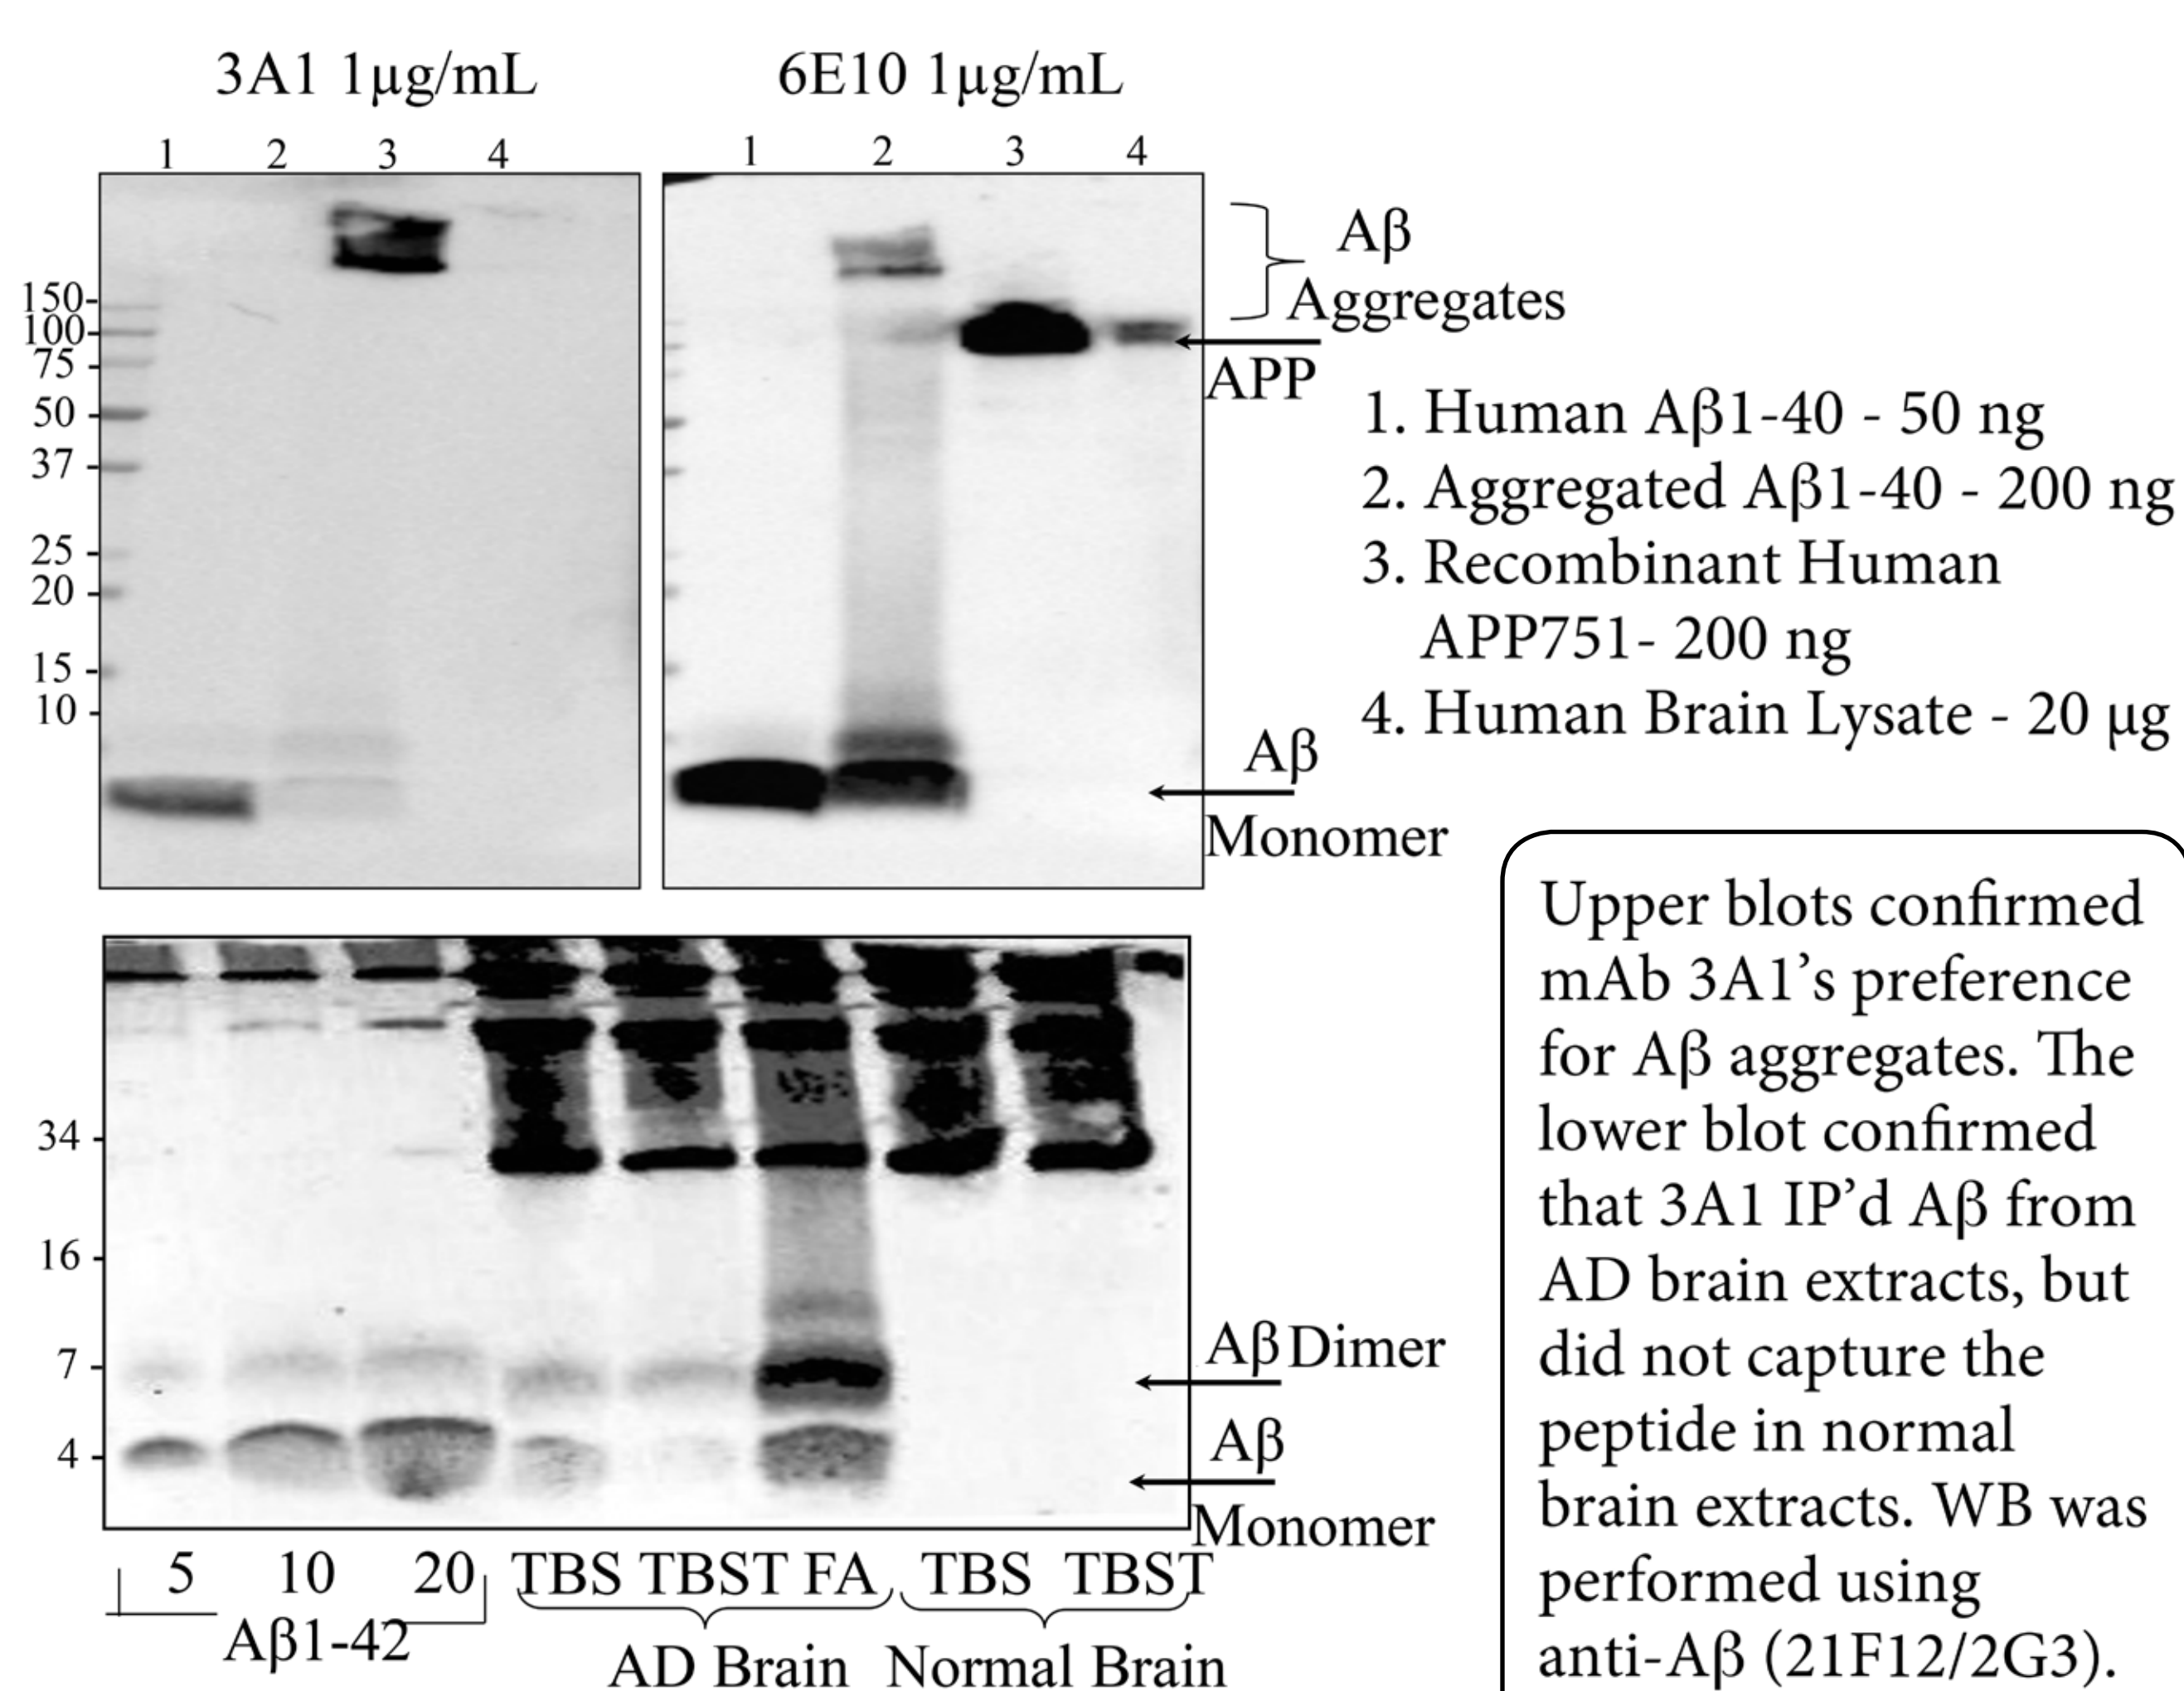 3A1 1µg/mL
6E10 1µg/mL
1 2 3 4
1 2 3 4
150
100
75
50
37
25
20
15
10
Aβ
Aggregates
APP
Aβ
Monomer
1. Human Aβ1-40 - 50 ng
2. Aggregated Aβ1-40 - 200 ng
3. Recombinant Human
APP751- 200 ng
4. Human Brain Lysate - 20 µg
34
16
7
4
Aβ Dimer
Aβ
Monomer
5 10 20 TBS TBST FA TBS TBST
Aβ1-42
AD Brain Normal Brain
Upper blots confirmed
mAb 3A1’s preference
for Aβ aggregates. The
lower blot confirmed
that 3A1 IP’d Aβ from
AD brain extracts, but
did not capture the
peptide in normal
brain extracts. WB was
performed using
anti-Aβ (21F12/2G3).